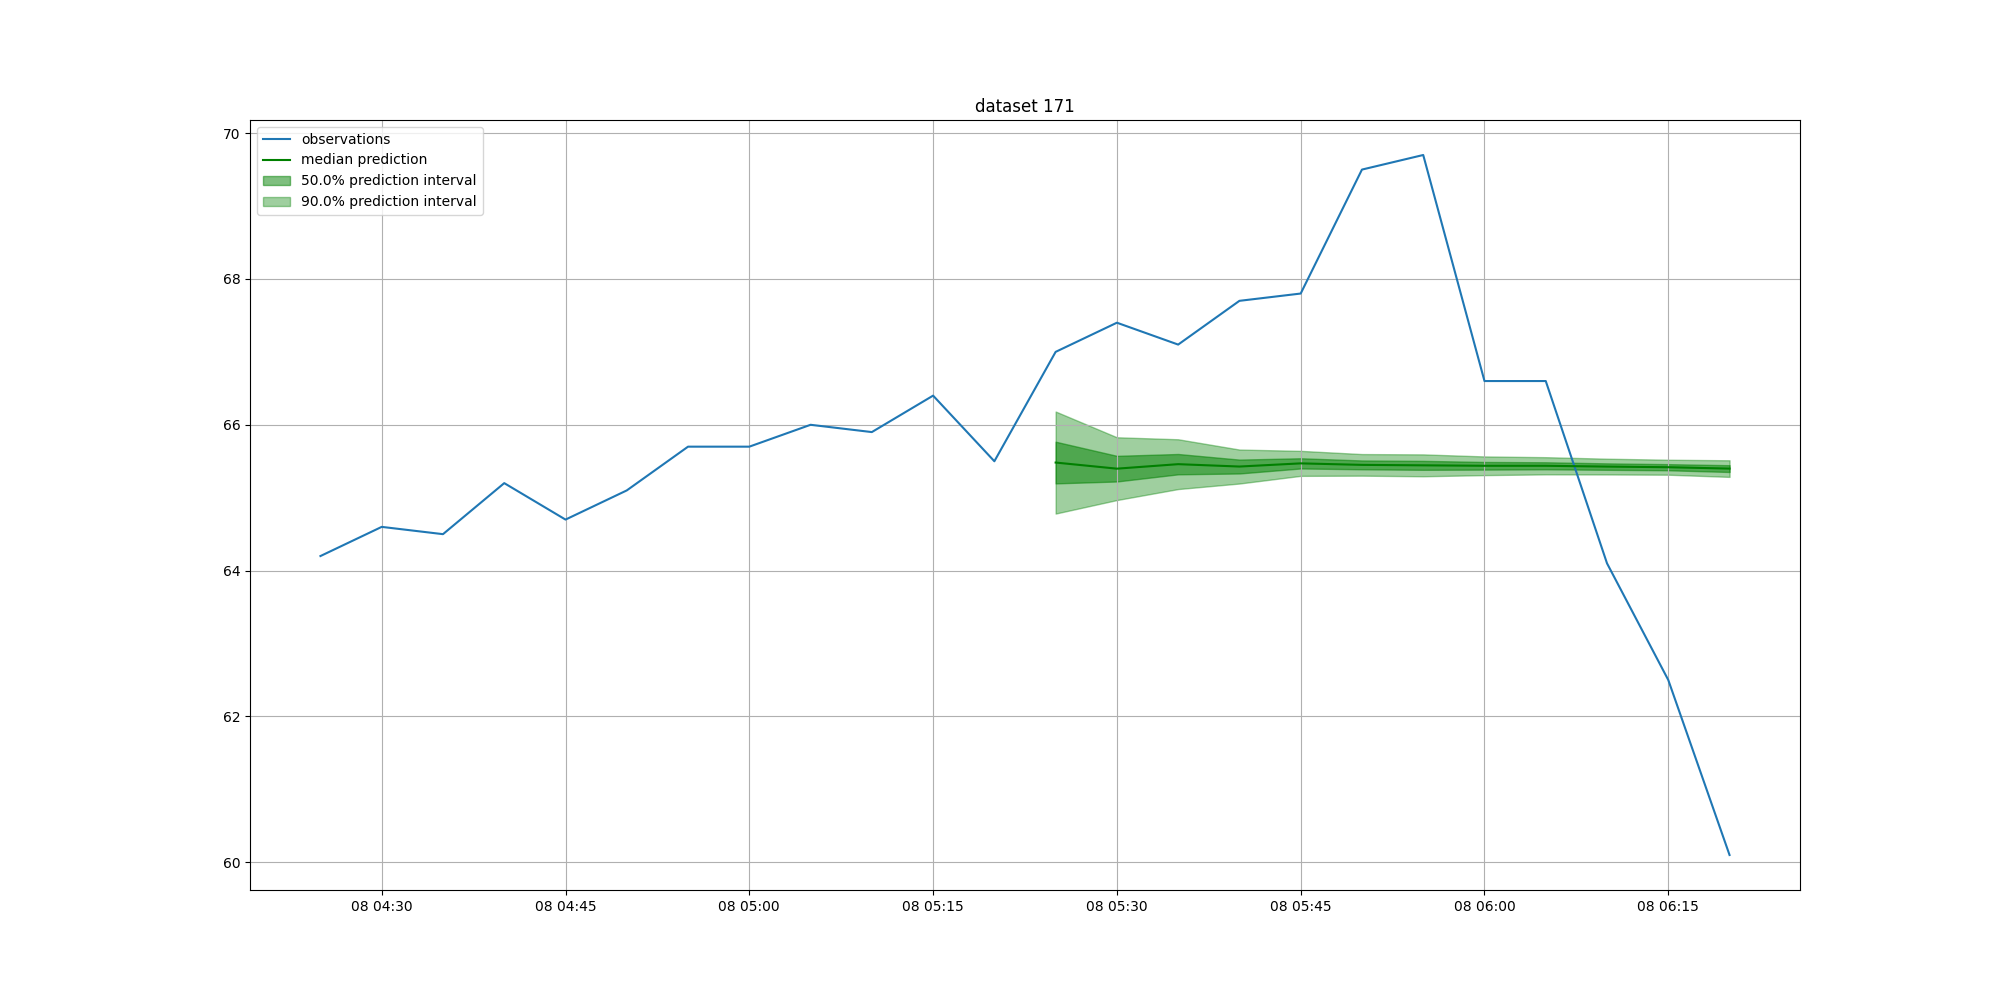 dataset 171
observations
median prediction
50.0% prediction interval
90.0% prediction interval
70
68
66
64
62
60
08 04:30 08 04:45 08 05:00 08 05:15 08 05:30 08 05:45 08 06:00 08 06:15